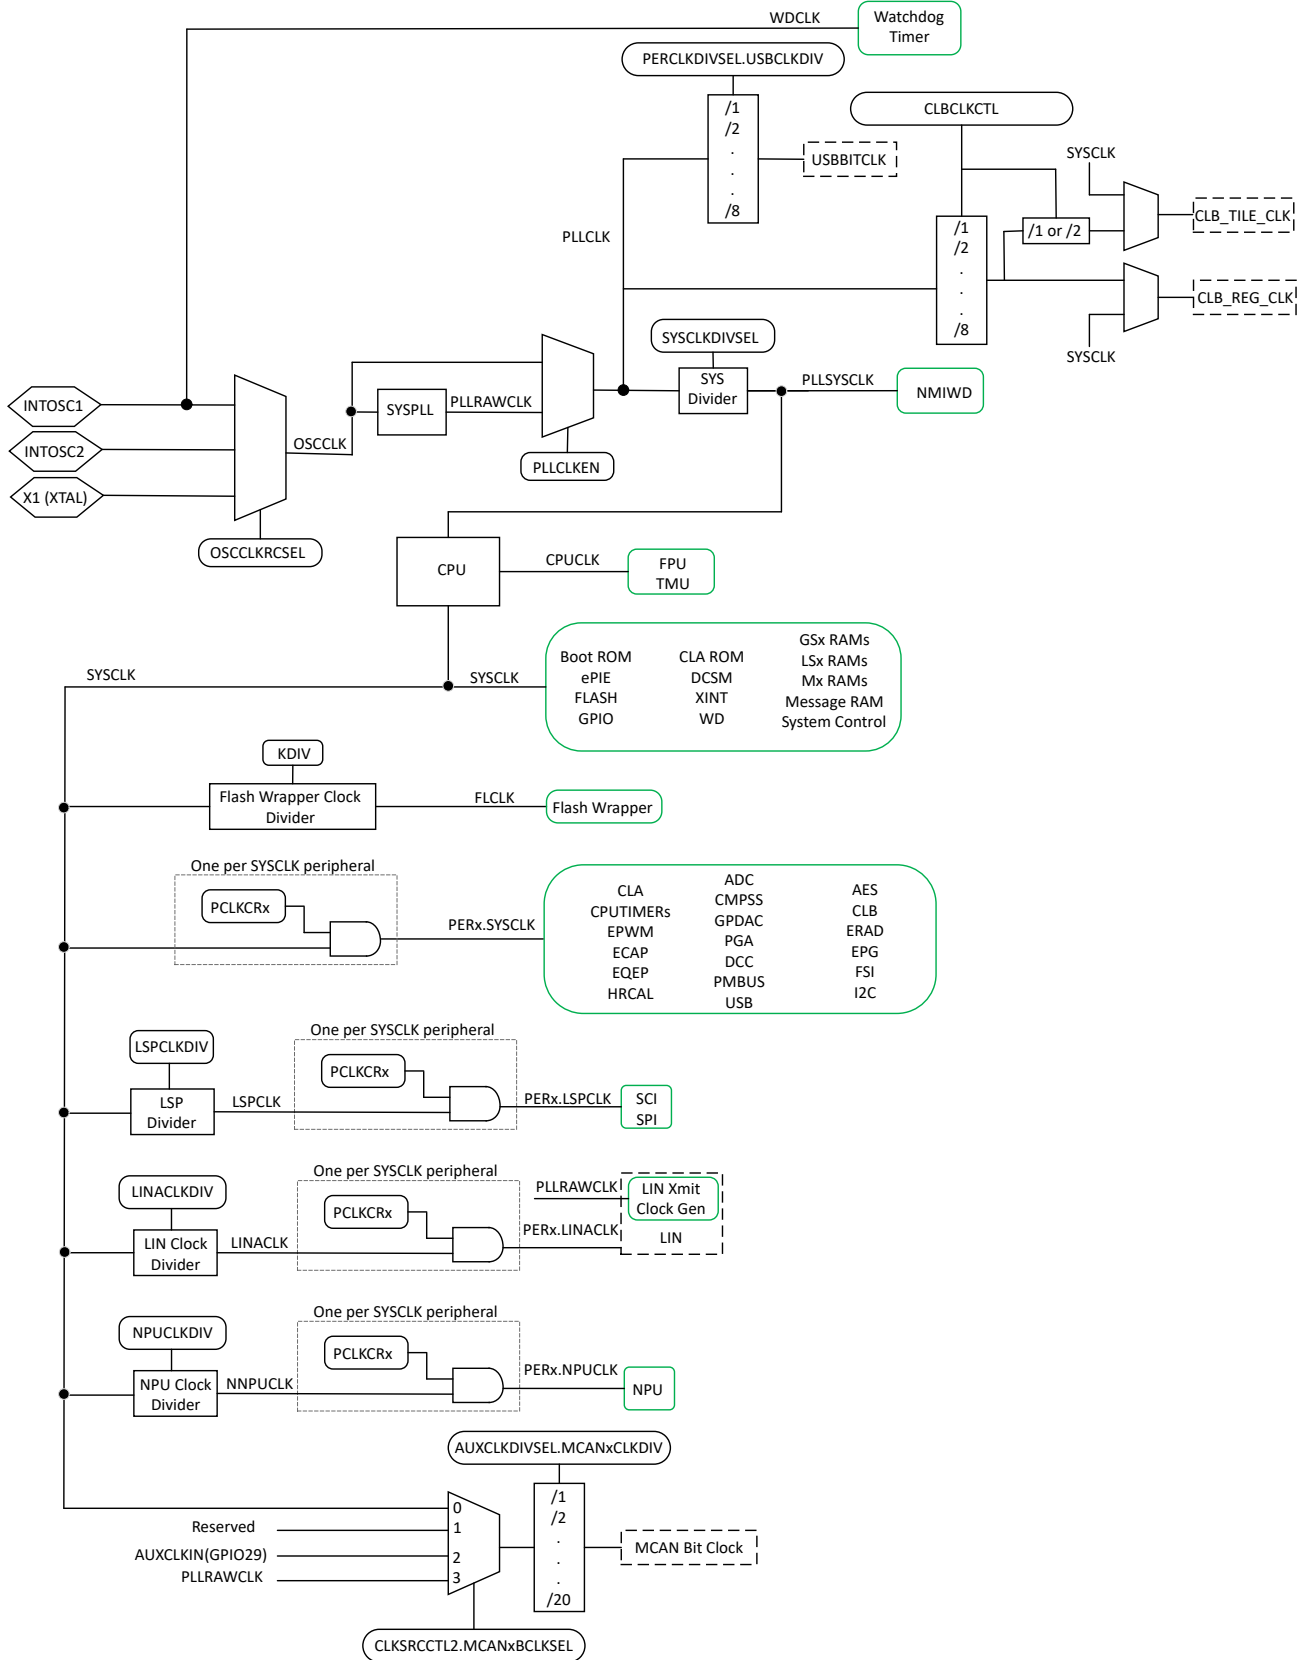 WDCLK
Watchdog
Timer
PERCLKDIVSEL.USBCLKDIV
/1
/2
.
.
.
/8
USBBITCLK
CLBCLKCTL
SYSCLK
/1
/2
.
.
.
/8
/1 or /2
CLB_TILE_CLK
CLB_REG_CLK
SYSCLK
PLLCLK
SYSCLKDIVSEL
SYS
Divider
PLLSYSCLK
NMIWD
INTOSC1
INTOSC2
X1 (XTAL)
OSCCLK
SYSPLL
PLLRAWCLK
PLLCLKEN
OSCCLKRCSEL
CPU
CPUCLK
FPU
TMU
SYSCLK
SYSCLK
Boot ROM
ePIE
FLASH
GPIO
CLA ROM
DCSM
XINT
WD
GSx RAMs
LSx RAMs
Mx RAMs
Message RAM
System Control
KDIV
Flash Wrapper Clock
Divider
FLCLK
Flash Wrapper
One per SYSCLK peripheral
PCLKCRx
PERx.SYSCLK
CLA
CPUTIMERs
EPWM
ECAP
EQEP
HRCAL
ADC
CMPSS
GPDAC
PGA
DCC
PMBUS
USB
AES
CLB
ERAD
EPG
FSI
I2C
LSPCLKDIV
LSP
Divider
LSPCLK
One per SYSCLK peripheral
PCLKCRx
PERx.LSPCLK
SCI
SPI
LINACLKDIV
LIN Clock
Divider
LINACLK
One per SYSCLK peripheral
PCLKCRx
PLLRAWCLK
PERx.LINACLK
LIN Xmit
Clock Gen
LIN
NPUCLKDIV
NPU Clock
Divider
NNPUCLK
One per SYSCLK peripheral
PCLKCRx
PERx.NPUCLK
NPU
AUXCLKDIVSEL.MCANxCLKDIV
0
Reserved
1
AUXCLKIN(GPIO29)
2
PLLRAWCLK
3
/1
/2
.
.
.
/20
MCAN Bit Clock
CLKSRCCTL2.MCANxBCLKSEL